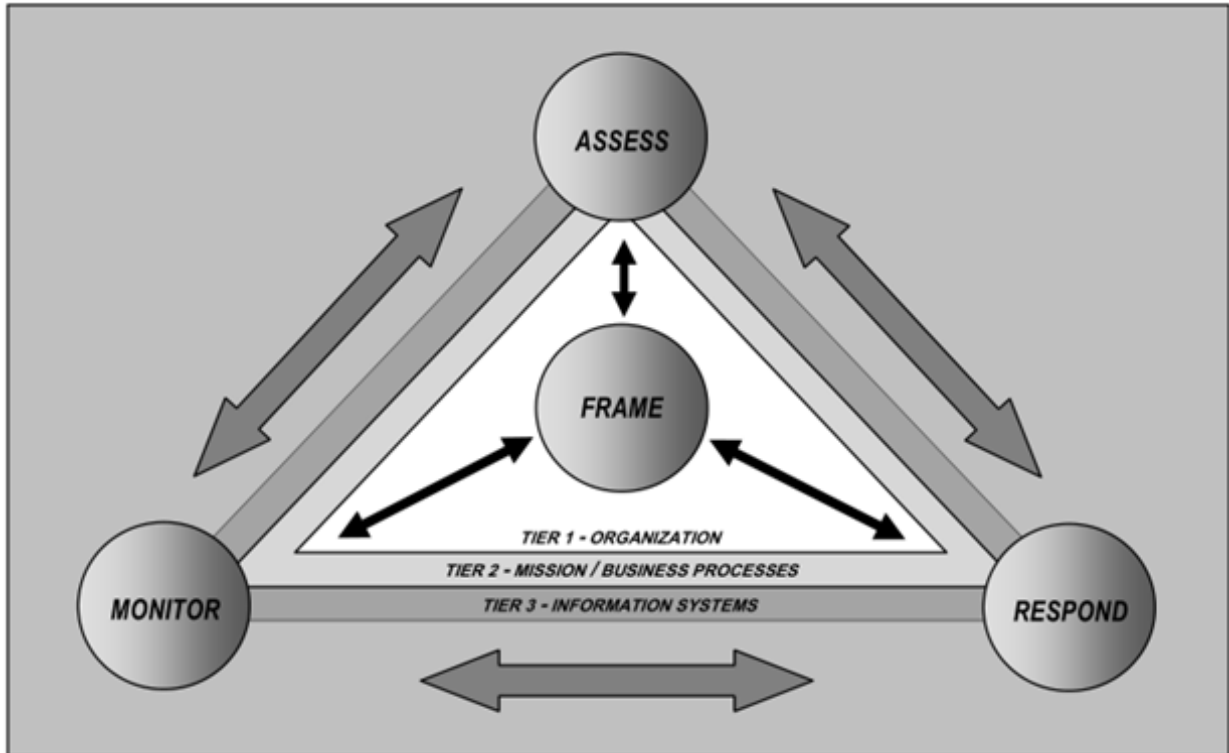 ASSESS
FRAME
TIER 1 - ORGANIZATION
TIER 2 - MISSION / BUSINESS PROCESSES
TIER 3 - INFORMATION SYSTEMS
MONITOR
RESPOND